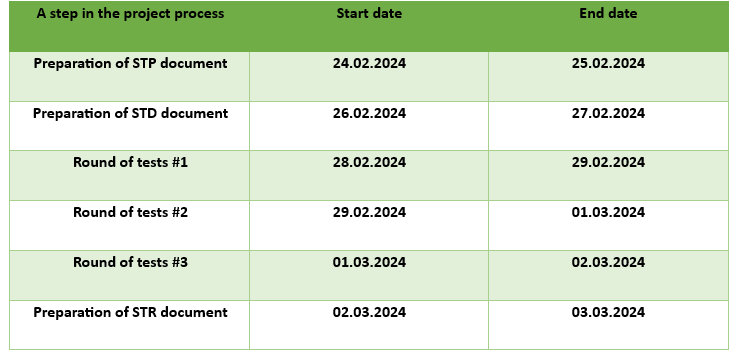 A step in the project process Start date End date
Preparation of STP document 24.02.2024 25.02.2024
Preparation of STD document 26.02.2024 27.02.2024
Round of tests #1 28.02.2024 29.02.2024
Round of tests #2 29.02.2024 01.03.2024
Round of tests #3 01.03.2024 02.03.2024
Preparation of STR document 02.03.2024 03.03.2024